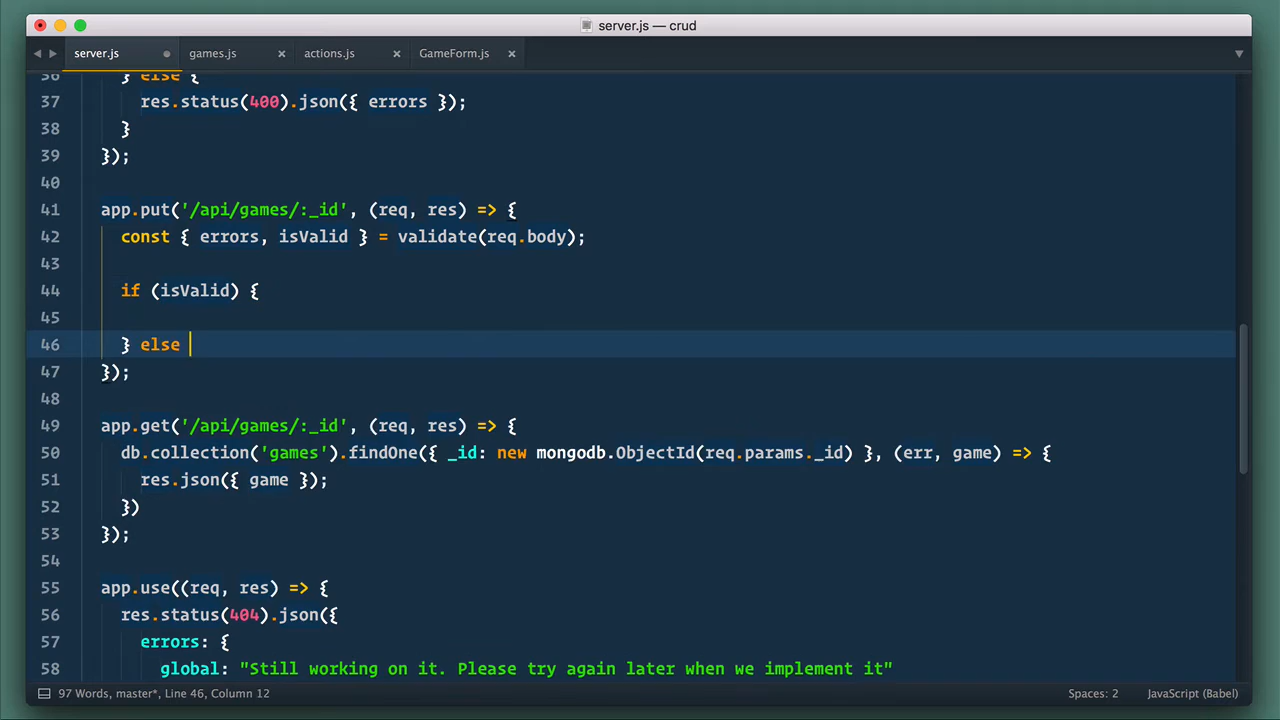 server.js — crud
server.js games.js actions.js GameForm.js
36 } else {
37 res.status(400).json({ errors });
38 }
39 });
40
41 app.put('/api/games/:_id', (req, res) => {
42 const { errors, isValid } = validate(req.body);
43
44 if (isValid) {
45
46 } else
47 });
48
49 app.get('/api/games/:_id', (req, res) => {
50 db.collection('games').findOne({ _id: new mongodb.ObjectId(req.params._id) }, (err, game) => {
51 res.json({ game });
52 })
53 });
54
55 app.use((req, res) => {
56 res.status(404).json({
57 errors: {
58 global: "Still working on it. Please try again later when we implement it"
97 Words, master*, Line 46, Column 12 Spaces: 2 JavaScript (Babel)